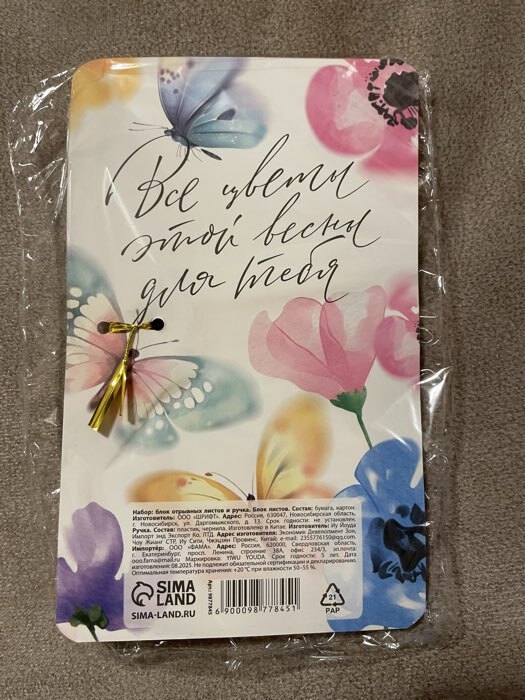 Все цветы
этой весны
для тебя
Набор: блок отрывных листов и ручка. Блок листов. Состав: бумага, картон.
Изготовитель: ООО «ШРИФТ». Адрес: Россия, 630047, Новосибирская область,
г. Новосибирск, ул. Даргомыжского, д. 13. Срок годности: не установлен.
Ручка. Состав: пластик, чернила. Изготовлено в Китае. Изготовитель: Иу Йоуда
Импорт энд Экспорт Ко, ЛТД. Адрес изготовителя: Экономик Девелопмент Зон,
Чоу Жианг СТР, Иу Сити, Чжэцзян Провинс, Китай; e-mail: 2355776150@qq.com.
Импортёр: ООО «ФАМА». Адрес: Россия, 620000, Свердловская область,
г. Екатеринбург, просп. Ленина, строение 38А, офис 234/3, эл.почта:
ooo.fama@mail.ru Маркировка: YIWU YOUDA. Срок годности: 5 лет. Дата
изготовления: 08.2025. Не подлежит обязательной сертификации и декларированию.
Оптимальная температура хранения: +20 °С при влажности 50–55 %.
SIMA
LAND
SIMA-LAND.RU
Арт.: 9877845
6 900098 778451
21
PAP